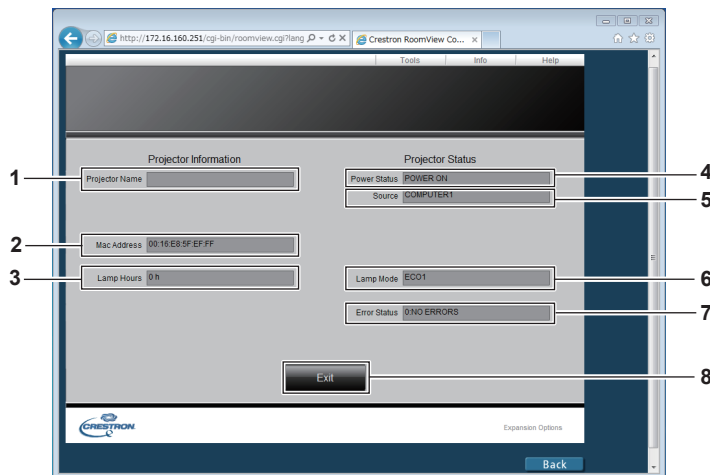 http://172.16.160.251/cgi-bin/roomview.cgi?lang
Crestron RoomView Co...
Tools Info Help
Projector Information Projector Status
1 Projector Name Power Status POWER ON 4
Source COMPUTER1 5
2 Mac Address 00:16:E8:5F:EF:FF
3 Lamp Hours 0 h Lamp Mode ECO1 6
Error Status 0:NO ERRORS 7
Exit 8
CRESTRON Expansion Options
Back